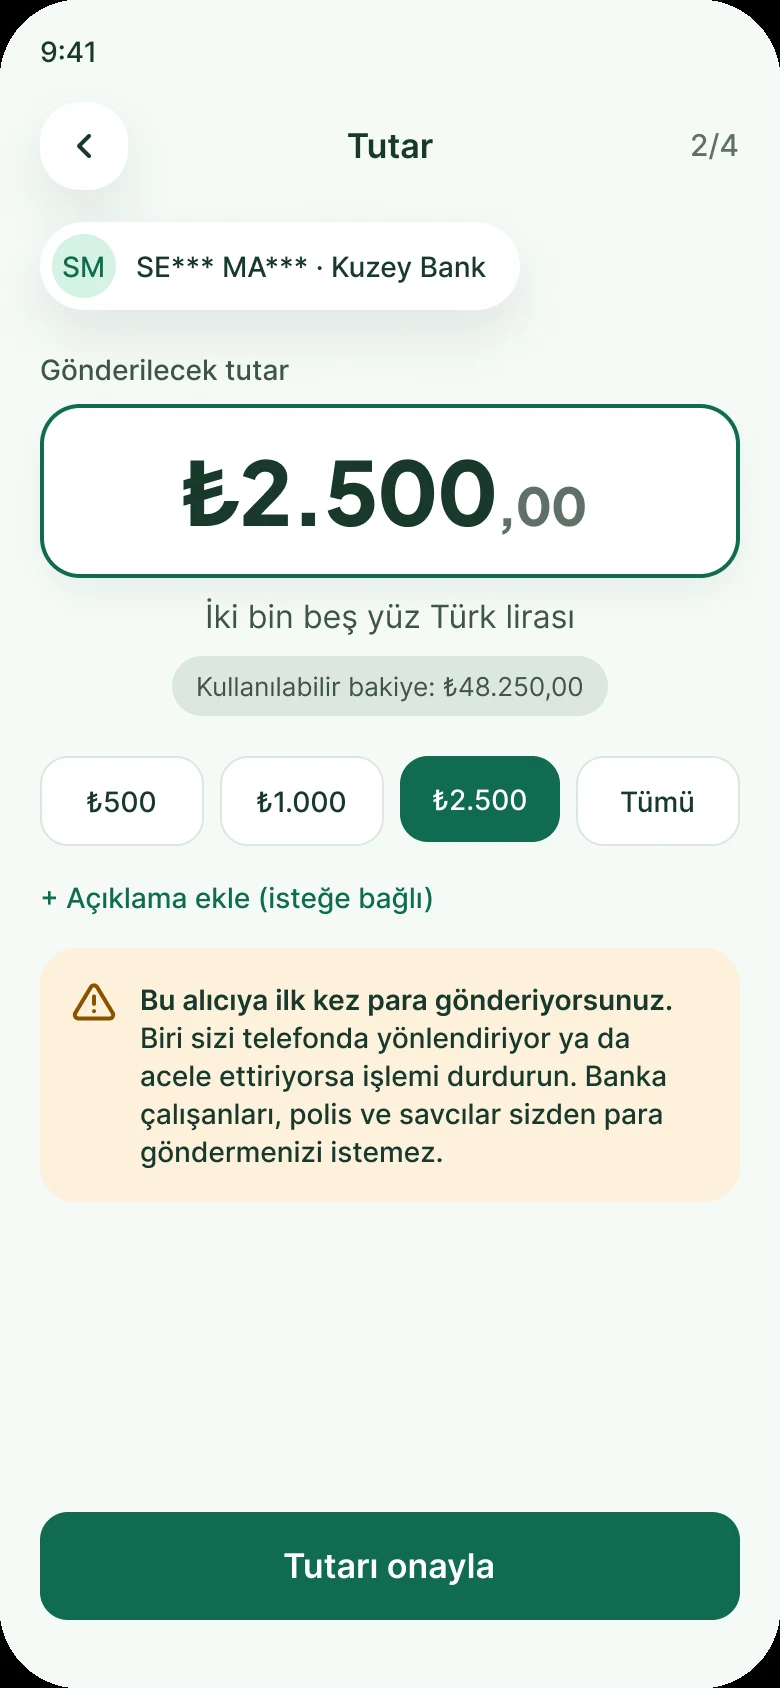 9:41
Tutar
2/4
SM
SE*** MA*** · Kuzey Bank
Gönderilecek tutar
₺2.500,00
İki bin beş yüz Türk lirası
Kullanılabilir bakiye: ₺48.250,00
₺500
₺1.000
₺2.500
Tümü
+ Açıklama ekle (isteğe bağlı)
Bu alıcıya ilk kez para gönderiyorsunuz.
Biri sizi telefonda yönlendiriyor ya da
acele ettiriyorsa işlemi durdurun. Banka
çalışanları, polis ve savcılar sizden para
göndermenizi istemez.
Tutarı onayla